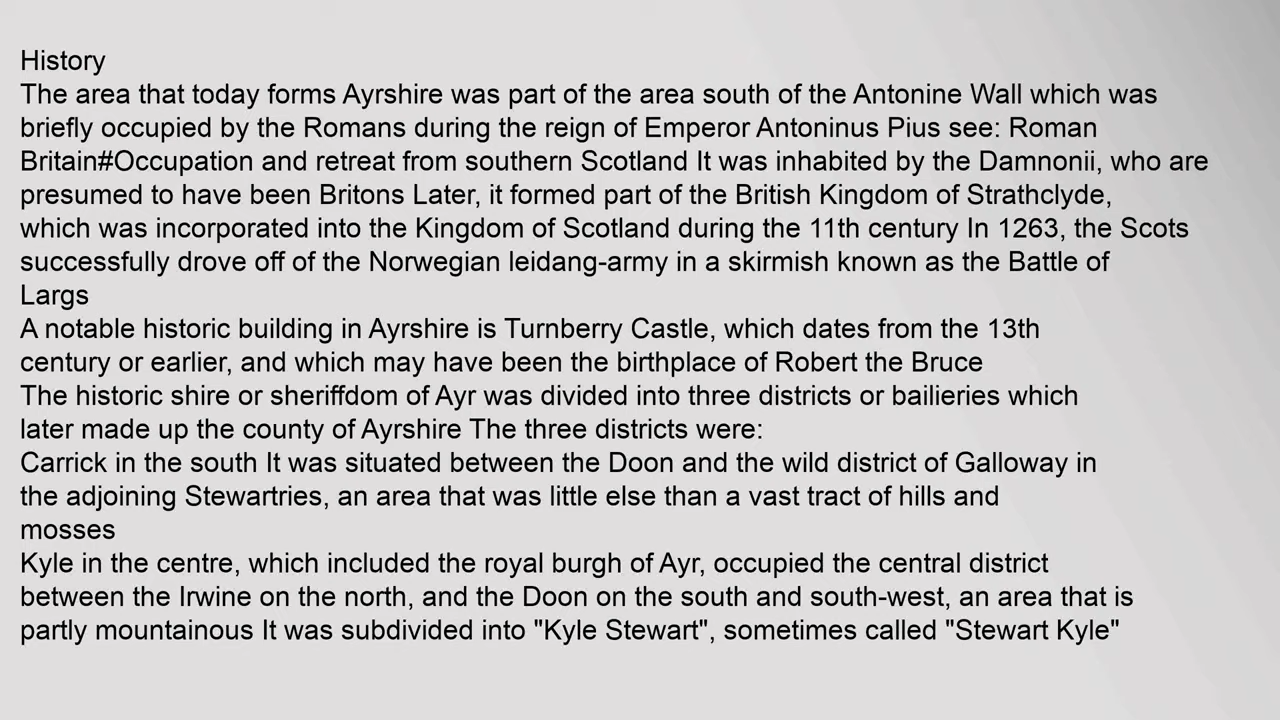 History
The area that today forms Ayrshire was part of the area south of the Antonine Wall which was
briefly occupied by the Romans during the reign of Emperor Antoninus Pius see: Roman
Britain#Occupation and retreat from southern Scotland It was inhabited by the Damnonii, who are
presumed to have been Britons Later, it formed part of the British Kingdom of Strathclyde,
which was incorporated into the Kingdom of Scotland during the 11th century In 1263, the Scots
successfully drove off of the Norwegian leidang-army in a skirmish known as the Battle of
Largs
A notable historic building in Ayrshire is Turnberry Castle, which dates from the 13th
century or earlier, and which may have been the birthplace of Robert the Bruce
The historic shire or sheriffdom of Ayr was divided into three districts or bailieries which
later made up the county of Ayrshire The three districts were:
Carrick in the south It was situated between the Doon and the wild district of Galloway in
the adjoining Stewartries, an area that was little else than a vast tract of hills and
mosses
Kyle in the centre, which included the royal burgh of Ayr, occupied the central district
between the Irwine on the north, and the Doon on the south and south-west, an area that is
partly mountainous It was subdivided into "Kyle Stewart", sometimes called "Stewart Kyle"